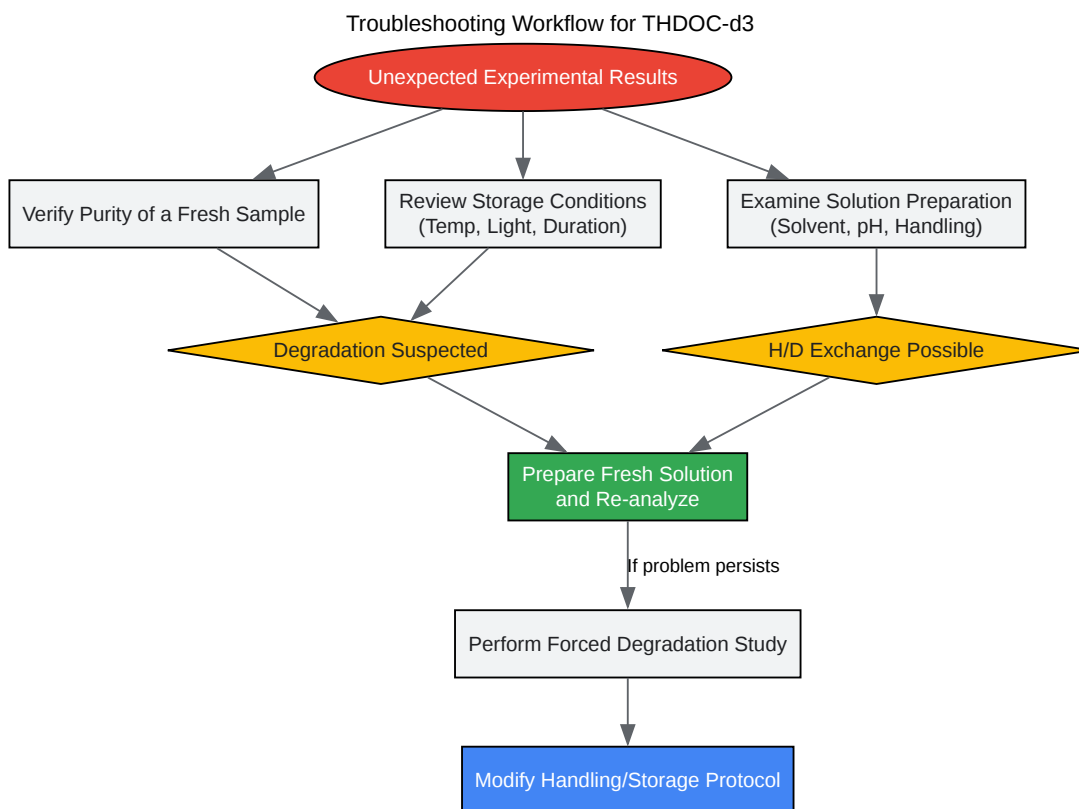 Troubleshooting Workflow for THDOC-d3
Unexpected Experimental Results
Verify Purity of a Fresh Sample
Review Storage Conditions
(Temp, Light, Duration)
Examine Solution Preparation
(Solvent, pH, Handling)
Degradation Suspected
H/D Exchange Possible
Prepare Fresh Solution
and Re-analyze
If problem persists
Perform Forced Degradation Study
Modify Handling/Storage Protocol